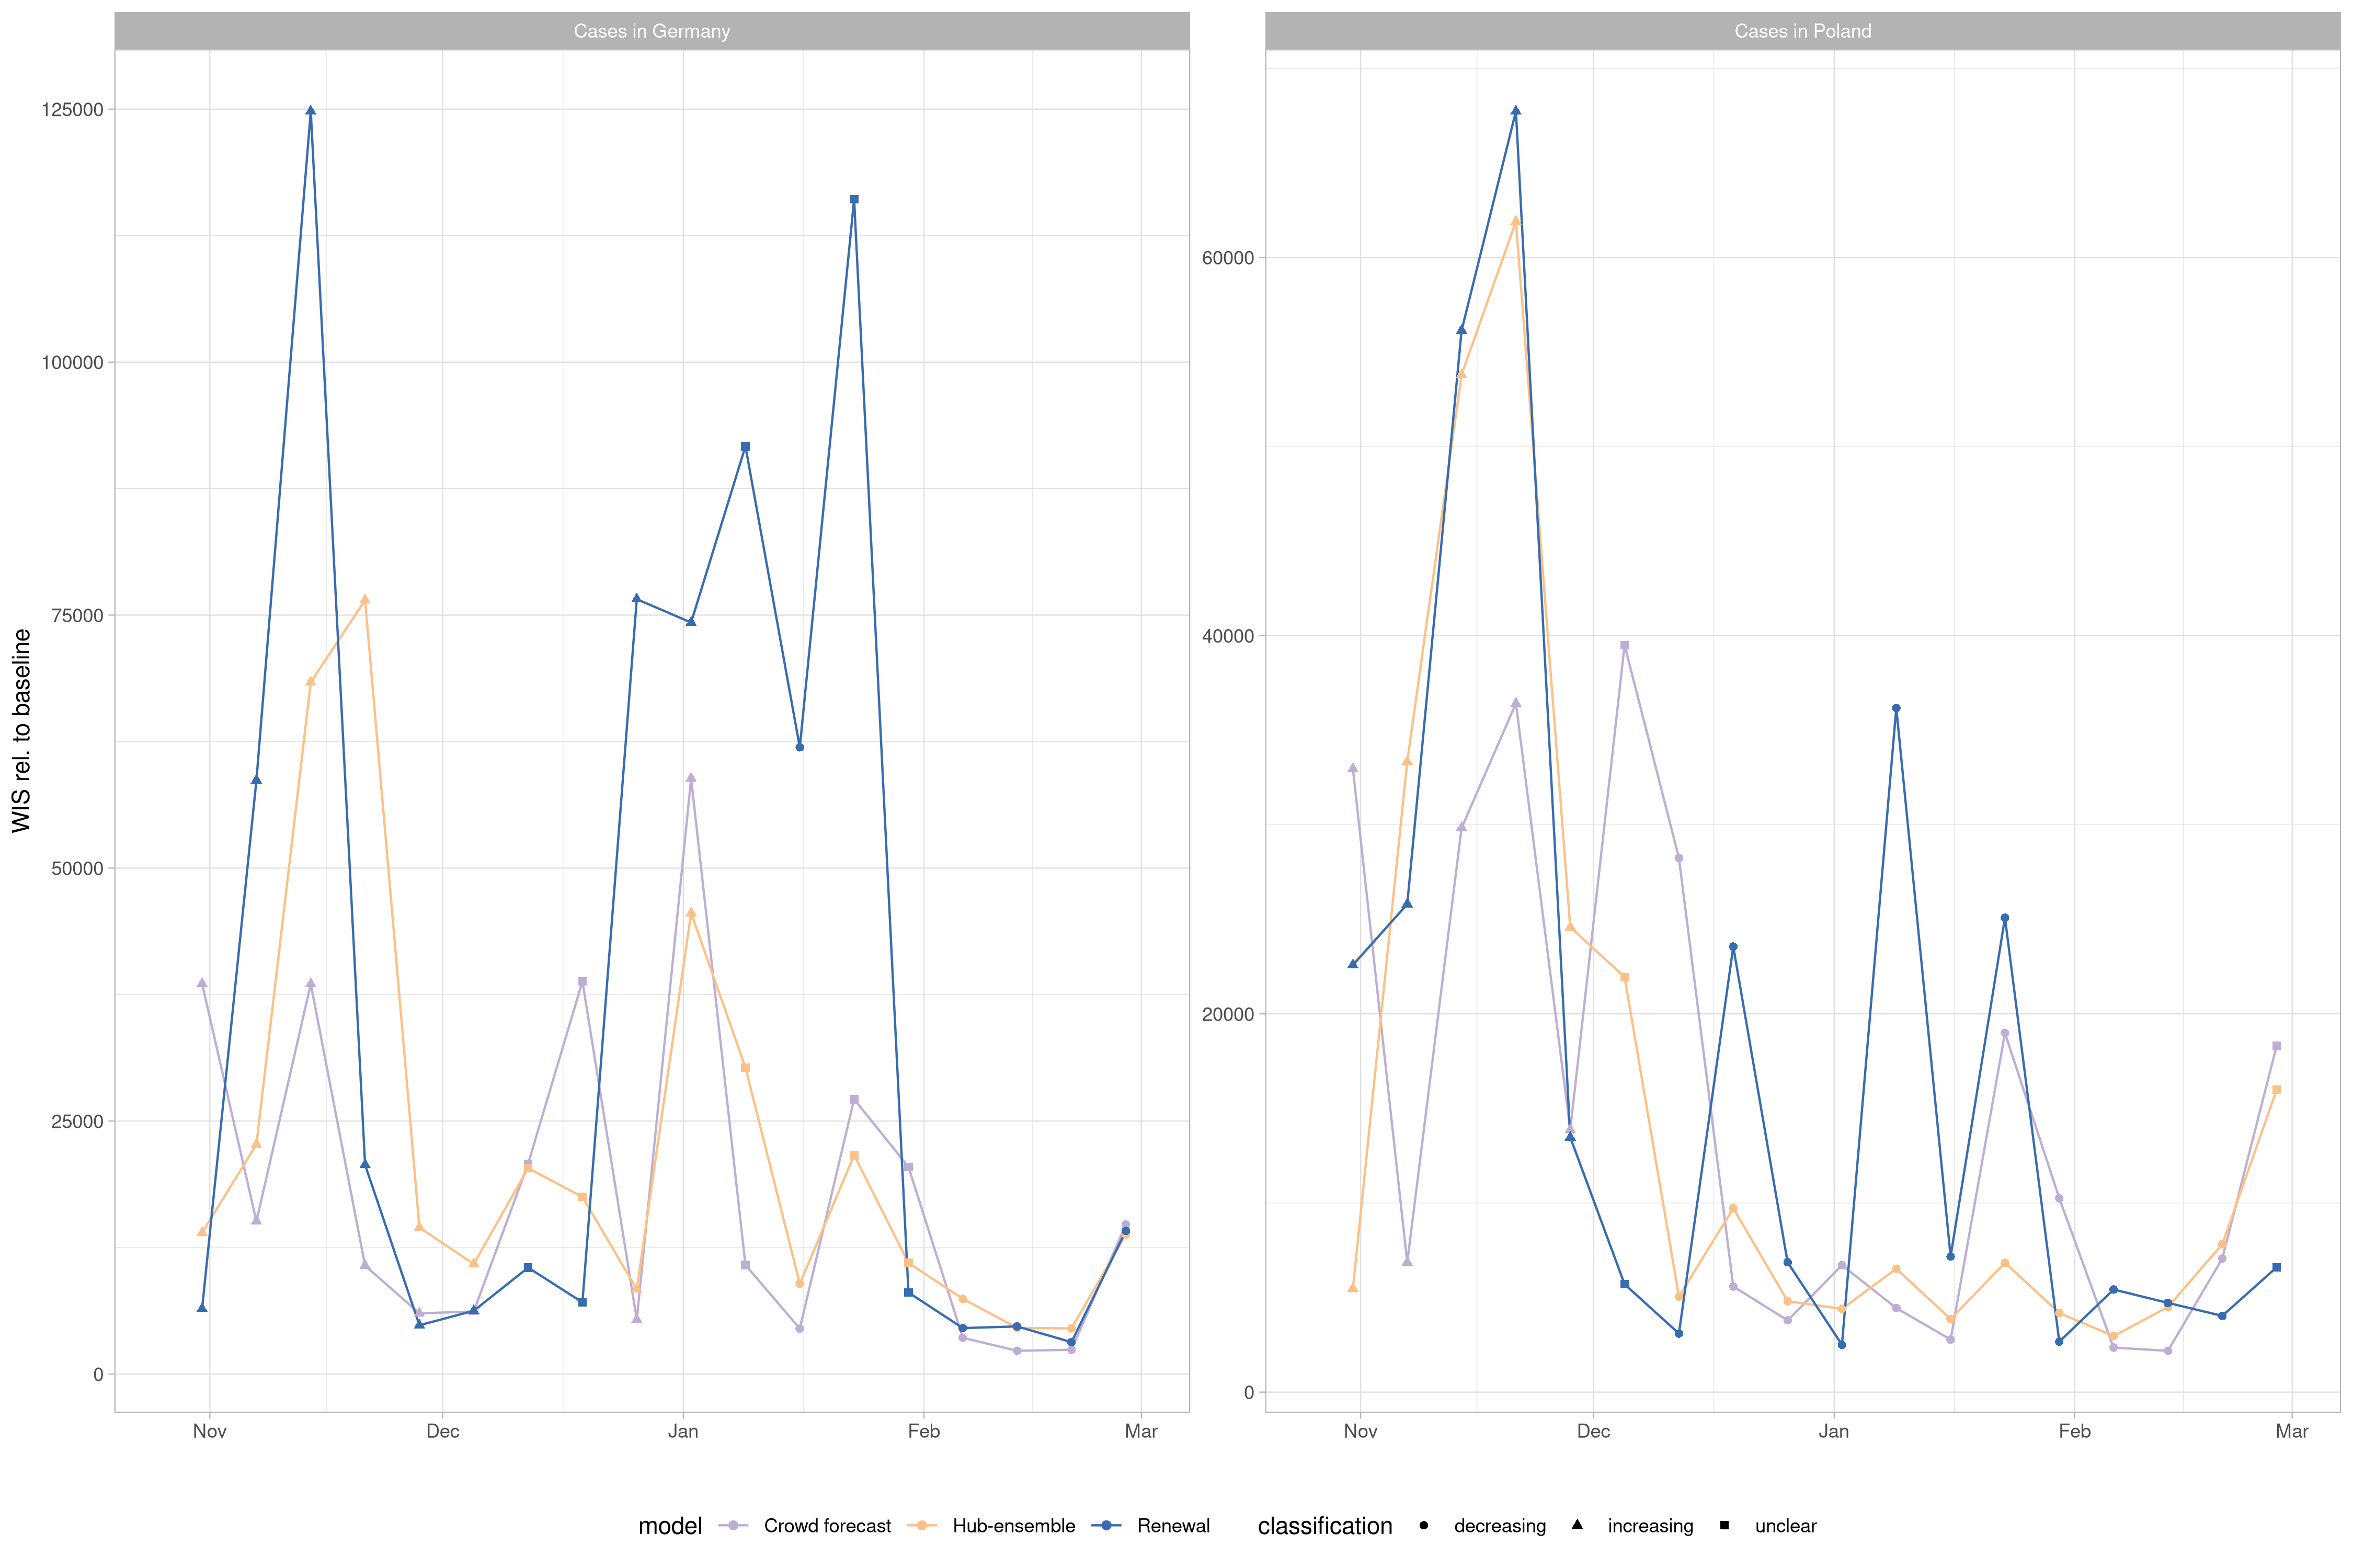 Cases in Germany
Cases in Poland
WIS rel. to baseline
125000
100000
75000
50000
25000
0
60000
40000
20000
0
Nov Dec Jan Feb Mar
Nov Dec Jan Feb Mar
model Crowd forecast Hub-ensemble Renewal classification decreasing increasing unclear